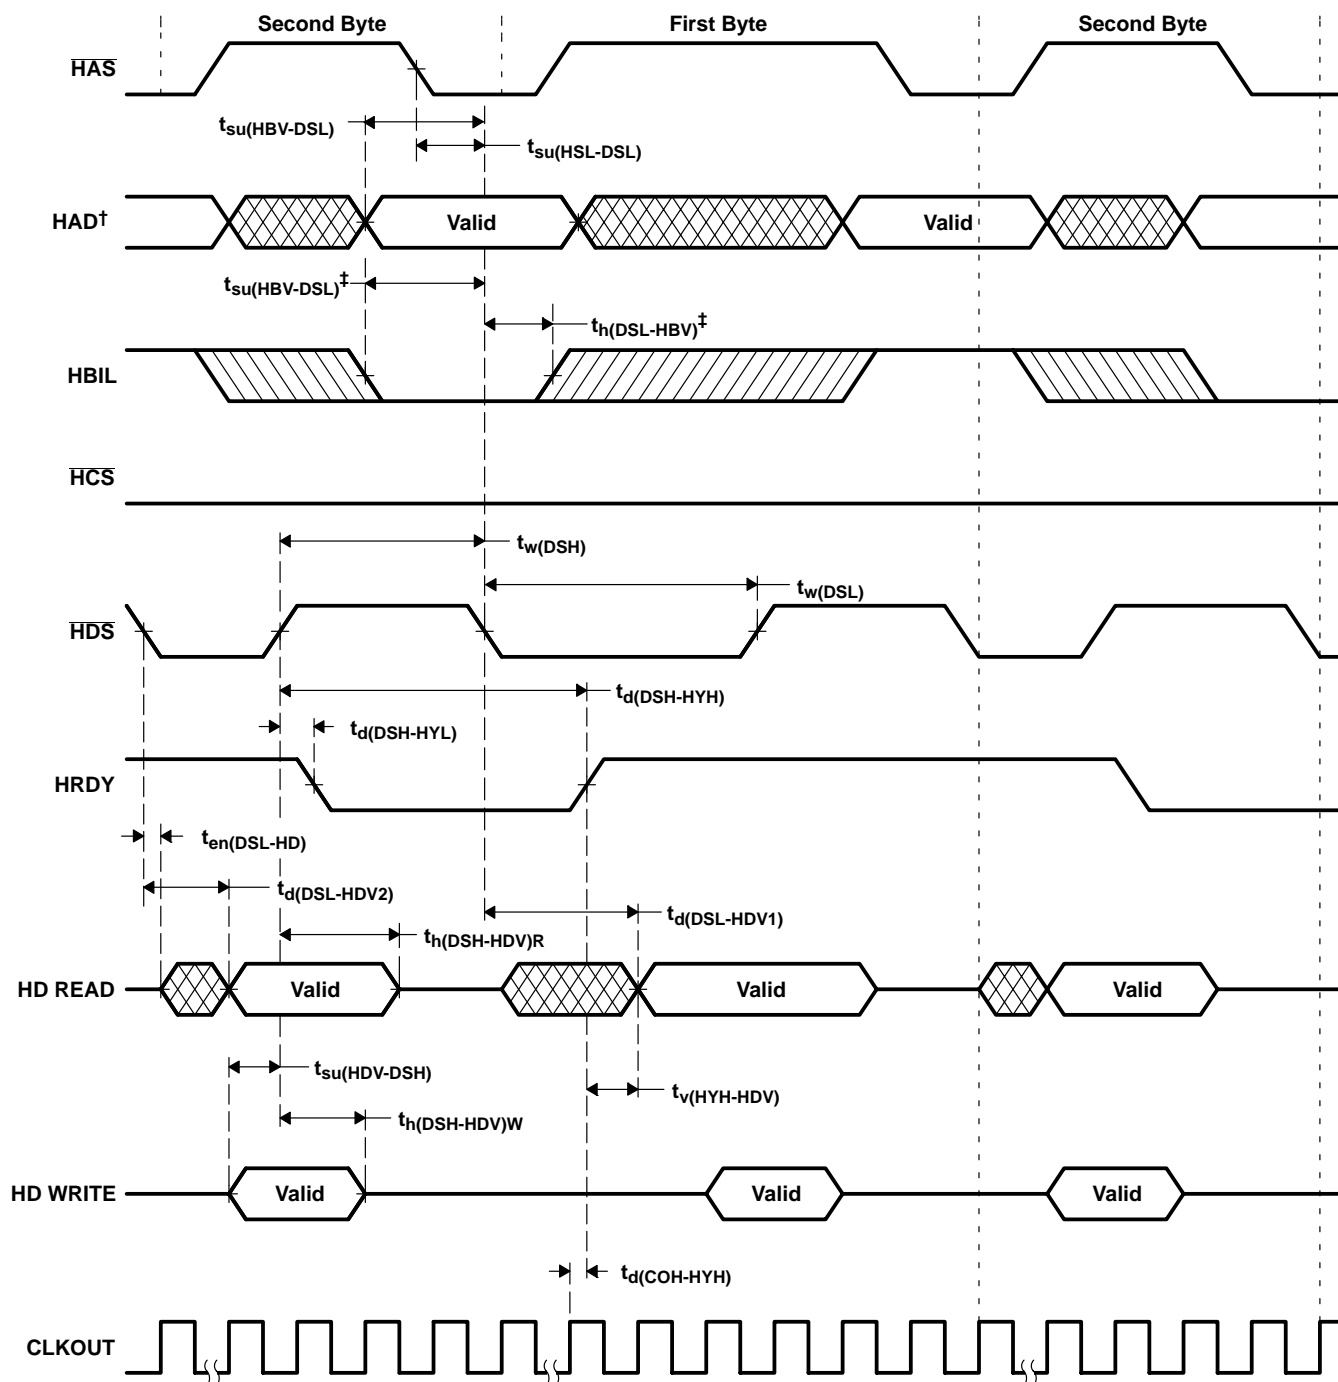 Second Byte First Byte Second Byte
HAS
tsu(HBV-DSL)
tsu(HSL-DSL)
HAD† Valid Valid
tsu(HBV-DSL)‡
th(DSL-HBV)‡
HBIL
HCS
tw(DSH)
tw(DSL)
HDS
td(DSH-HYH)
td(DSH-HYL)
HRDY
ten(DSL-HD)
td(DSL-HDV2)
td(DSL-HDV1)
th(DSH-HDV)R
HD READ Valid Valid Valid
tsu(HDV-DSH)
tv(HYH-HDV)
th(DSH-HDV)W
HD WRITE Valid Valid Valid
td(COH-HYH)
CLKOUT